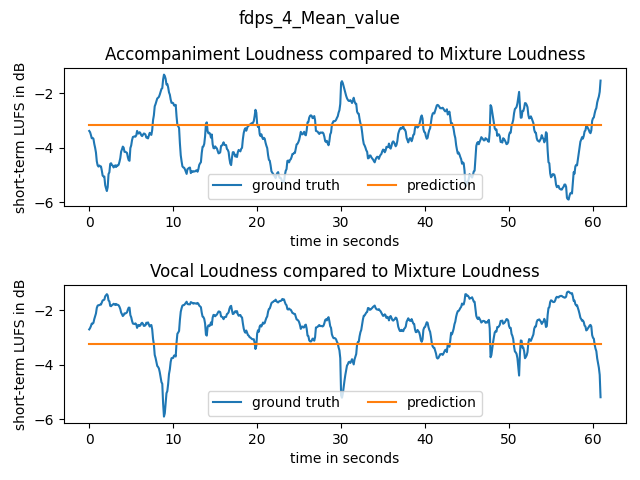 fdps_4_Mean_value
Accompaniment Loudness compared to Mixture Loudness
short-term LUFS in dB
−2
−4
−6
ground truth prediction
0 10 20 30 40 50 60
time in seconds
Vocal Loudness compared to Mixture Loudness
short-term LUFS in dB
−2
−4
−6
ground truth prediction
0 10 20 30 40 50 60
time in seconds